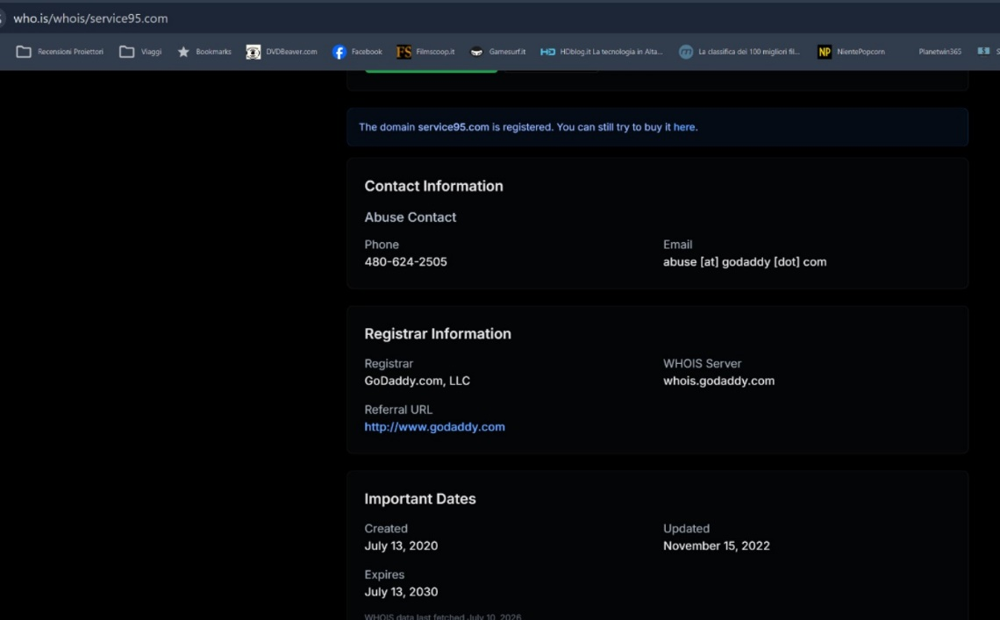 who.is/whois/service95.com
Recensioni Proiettori Viaggi Bookmarks DVDBeaver.com Facebook FS Filmscoop.it Gamesurf.it HD HDblog.it La tecnologia in Alta... m La classifica dei 100 migliori fil... NP NientePopcorn Planetwin365 S
The domain service95.com is registered. You can still try to buy it here.
Contact Information
Abuse Contact
Phone Email
480-624-2505 abuse [at] godaddy [dot] com
Registrar Information
Registrar WHOIS Server
GoDaddy.com, LLC whois.godaddy.com
Referral URL
http://www.godaddy.com
Important Dates
Created Updated
July 13, 2020 November 15, 2022
Expires
July 13, 2030
WHOIS data last fetched July 10, 2026